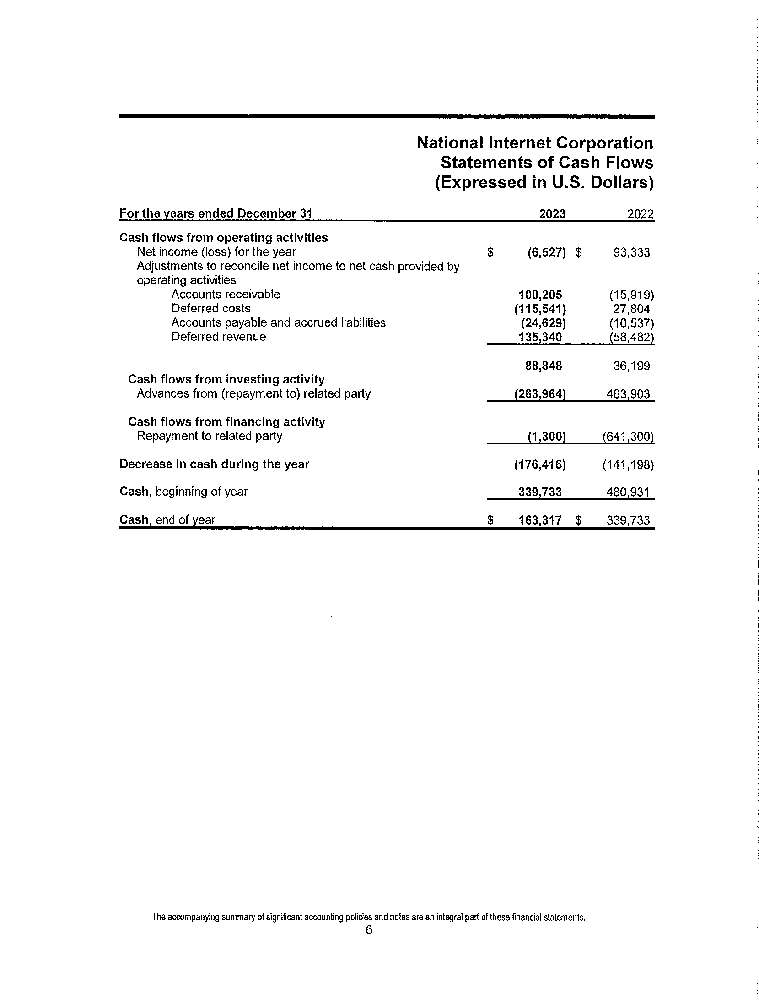 National Internet Corporation
Statements of Cash Flows
(Expressed in U.S. Dollars)
For the years ended December 31 2023 2022
Cash flows from operating activities
Net income (loss) for the year $ (6,527) $ 93,333
Adjustments to reconcile net income to net cash provided by
operating activities
Accounts receivable 100,205 (15,919)
Deferred costs (115,541) 27,804
Accounts payable and accrued liabilities (24,629) (10,537)
Deferred revenue 135,340 (58,482)
88,848 36,199
Cash flows from investing activity
Advances from (repayment to) related party (263,964) 463,903
Cash flows from financing activity
Repayment to related party (1,300) (641,300)
Decrease in cash during the year (176,416) (141,198)
Cash, beginning of year 339,733 480,931
Cash, end of year $ 163,317 $ 339,733
The accompanying summary of significant accounting policies and notes are an integral part of these financial statements.
6